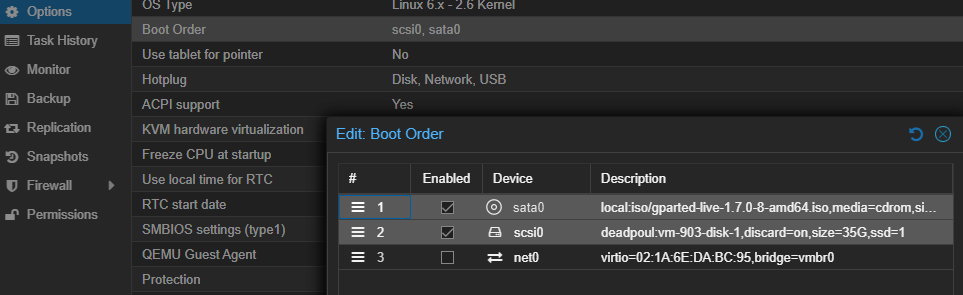 Options
Task History
Monitor
Backup
Replication
Snapshots
Firewall
Permissions
OS Type Linux 6.x - 2.6 Kernel
Boot Order scsi0, sata0
Use tablet for pointer No
Hotplug Disk, Network, USB
ACPI support Yes
KVM hardware virtualization
Freeze CPU at startup
Use local time for RTC
RTC start date
SMBIOS settings (type1)
QEMU Guest Agent
Protection
Edit: Boot Order
# Enabled Device Description
1 sata0 local:iso/gparted-live-1.7.0-8-amd64.iso,media=cdrom,si...
2 scsi0 deadpoul:vm-903-disk-1,discard=on,size=35G,ssd=1
3 net0 virtio=02:1A:6E:DA:BC:95,bridge=vmbr0